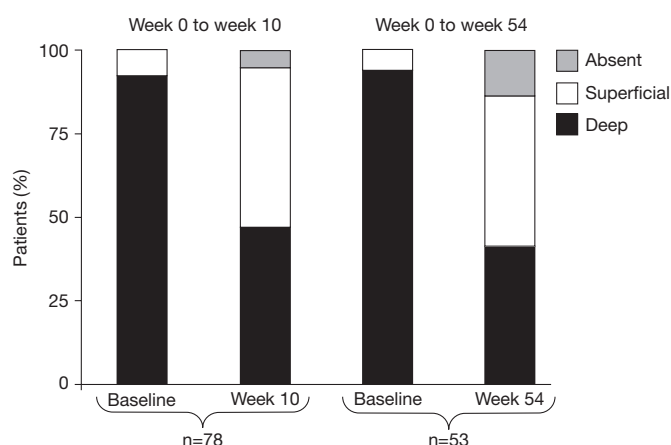 Week 0 to week 10
Week 0 to week 54
100
75
50
25
0
Patients (%)
Absent
Superficial
Deep
Baseline
Week 10
Baseline
Week 54
n=78
n=53